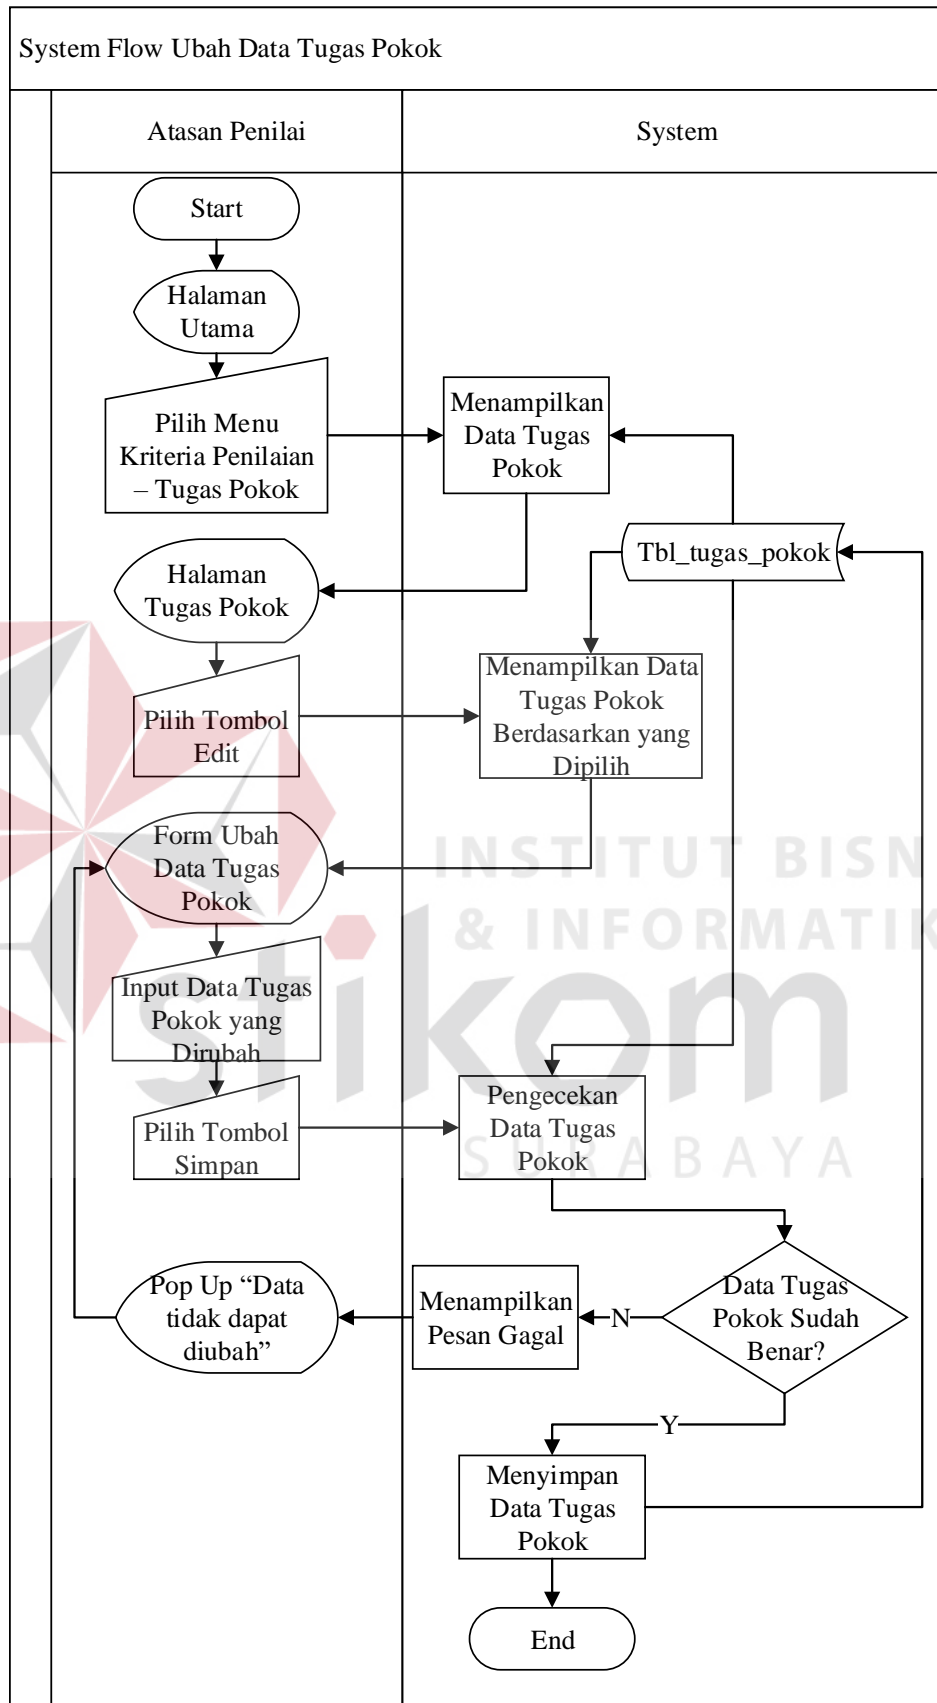 System Flow Ubah Data Tugas Pokok
Atasan Penilai
System
Start
Halaman
Utama
Pilih Menu
Kriteria Penilaian
– Tugas Pokok
Menampilkan
Data Tugas
Pokok
Tbl_tugas_pokok
Halaman
Tugas Pokok
Pilih Tombol
Edit
Menampilkan Data
Tugas Pokok
Berdasarkan yang
Dipilih
Form Ubah
Data Tugas
Pokok
INSTITUT BISN
& INFORMATIK
stikom
SURABAYA
Input Data Tugas
Pokok yang
Dirubah
Pilih Tombol
Simpan
Pengecekan
Data Tugas
Pokok
Data Tugas
Pokok Sudah
Benar?
N
Menampilkan
Pesan Gagal
Pop Up “Data
tidak dapat
diubah”
Y
Menyimpan
Data Tugas
Pokok
End